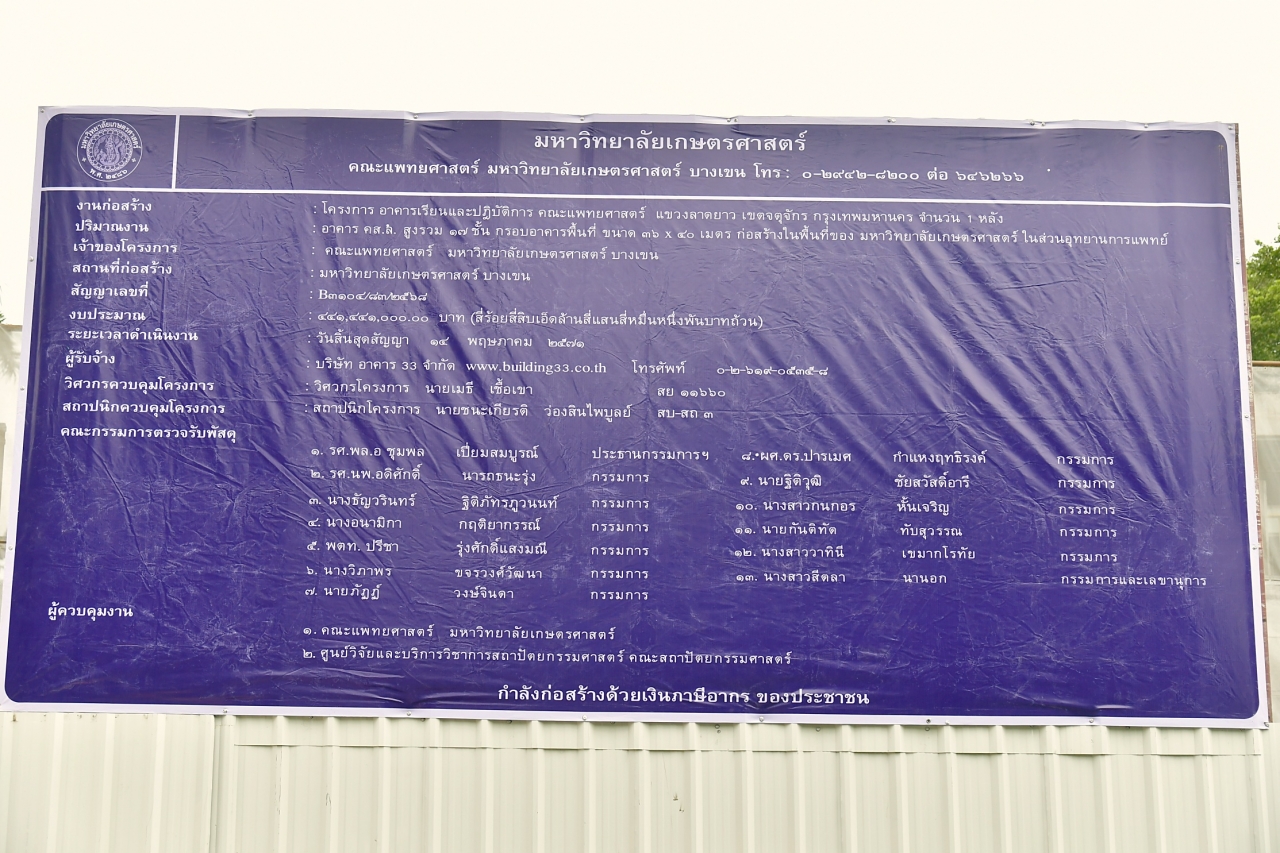 มหาวิทยาลัยเกษตรศาสตร์
พ.ศ. ๒๔๘๖
มหาวิทยาลัยเกษตรศาสตร์
คณะแพทยศาสตร์ มหาวิทยาลัยเกษตรศาสตร์ บางเขน โทร : ๐-๒๙๔๒-๘๒๐๐ ต่อ ๖๔๖๒๖๖
งานก่อสร้าง : โครงการ อาคารเรียนและปฏิบัติการ คณะแพทยศาสตร์ แขวงลาดยาว เขตจตุจักร กรุงเทพมหานคร จำนวน 1 หลัง
ปริมาณงาน : อาคาร คส.ล. สูงรวม ๑๗ ชั้น กรอบอาคารพื้นที่ ขนาด ๓๖ x ๔๐ เมตร ก่อสร้างในพื้นที่ของ มหาวิทยาลัยเกษตรศาสตร์ ในส่วนอุทยานการแพทย์
เจ้าของโครงการ : คณะแพทยศาสตร์ มหาวิทยาลัยเกษตรศาสตร์ บางเขน
สถานที่ก่อสร้าง : มหาวิทยาลัยเกษตรศาสตร์ บางเขน
สัญญาเลขที่ : B๓๑๐๔/๘๓/๒๕๖๘
งบประมาณ : ๔๔๑,๔๔๑,๐๐๐.๐๐ บาท (สี่ร้อยสี่สิบเอ็ดล้านสี่แสนสี่หมื่นหนึ่งพันบาทถ้วน)
ระยะเวลาดำเนินงาน : วันสิ้นสุดสัญญา ๑๔ พฤษภาคม ๒๕๗๑
ผู้รับจ้าง : บริษัท อาคาร 33 จำกัด www.building33.co.th โทรศัพท์ ๐-๒-๖๑๙-๐๕๓๕-๘
วิศวกรควบคุมโครงการ : วิศวกรโครงการ นายเมธี เชื้อเขา สย ๑๑๖๖๐
สถาปนิกควบคุมโครงการ : สถาปนิกโครงการ นายชนะเกียรติ ว่องสินไพบูลย์ สบ-สถ ๓
คณะกรรมการตรวจรับพัสดุ
๑. รศ.พล.อ ชุมพล เปี่ยมสมบูรณ์ ประธานกรรมการฯ ๘. ผศ.ดร.ปารเมศ กำแหงฤทธิรงค์ กรรมการ
๒. รศ.นพ.อดิศักดิ์ นารถธนะรุ่ง กรรมการ ๙. นายฐิติวุฒิ ชัยสวัสดิ์อารี กรรมการ
๓. นางธัญวรินทร์ ฐิติภัทรภูวนนท์ กรรมการ ๑๐. นางสาวกนกอร หั้นเจริญ กรรมการ
๔. นางอนามิกา กฤติยากรรณ์ กรรมการ ๑๑. นายกันติทัต ทับสุวรรณ กรรมการ
๕. พตท. ปรีชา รุ่งศักดิ์แสงมณี กรรมการ ๑๒. นางสาววาทินี เขมากโรทัย กรรมการ
๖. นางวิภาพร ขจรวงศ์วัฒนา กรรมการ ๑๓. นางสาวสีตลา นานอก กรรมการและเลขานุการ
๗. นายภัฏฏ์ วงษ์จินดา กรรมการ
ผู้ควบคุมงาน
๑. คณะแพทยศาสตร์ มหาวิทยาลัยเกษตรศาสตร์
๒. ศูนย์วิจัยและบริการวิชาการสถาปัตยกรรมศาสตร์ คณะสถาปัตยกรรมศาสตร์
กำลังก่อสร้างด้วยเงินภาษีอากร ของประชาชน